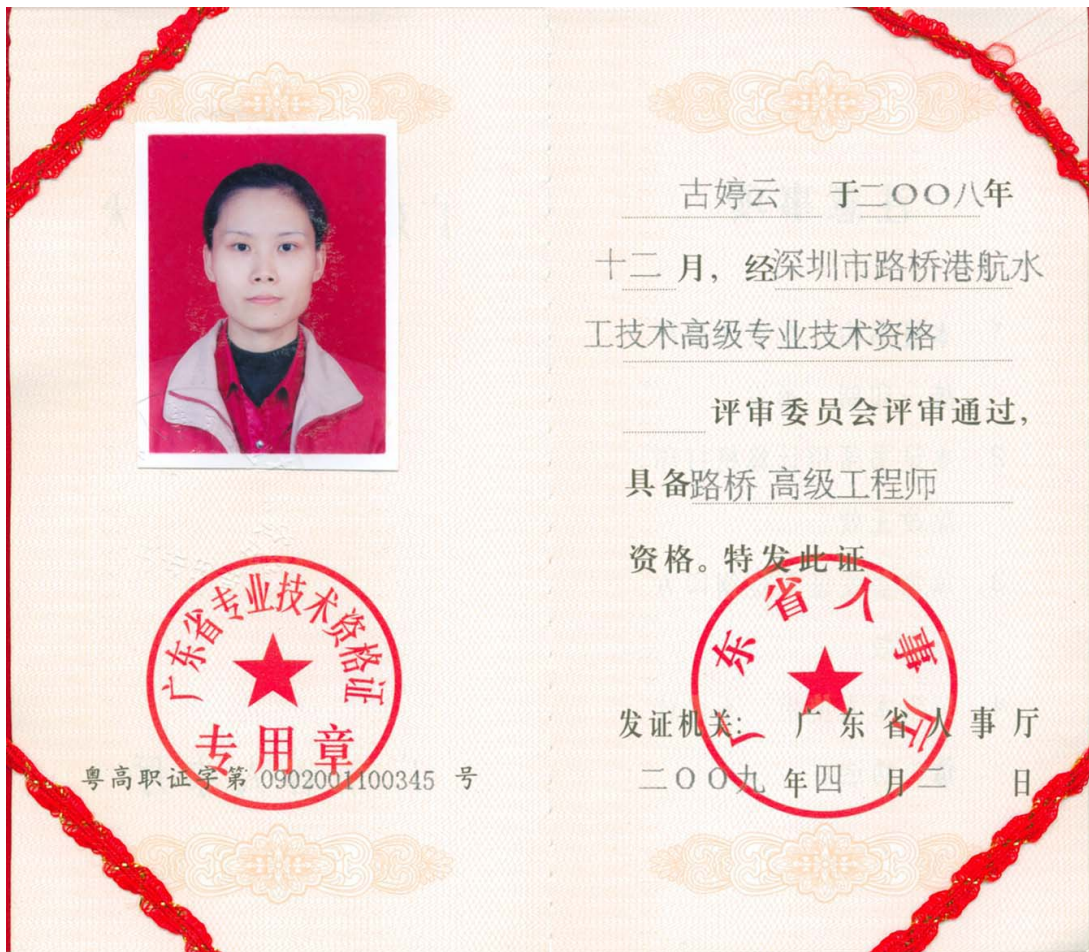 广东省专业技术资格证
专用章
粤高职证字第 0902001100345 号
古婷云 于二〇〇八年
十二月，经深圳市路桥港航水
工技术高级专业技术资格
评审委员会评审通过，
具备路桥 高级工程师
资格。特发此证
广东省人事厅
发证机关: 广东省人事厅
二〇〇九年四月二日